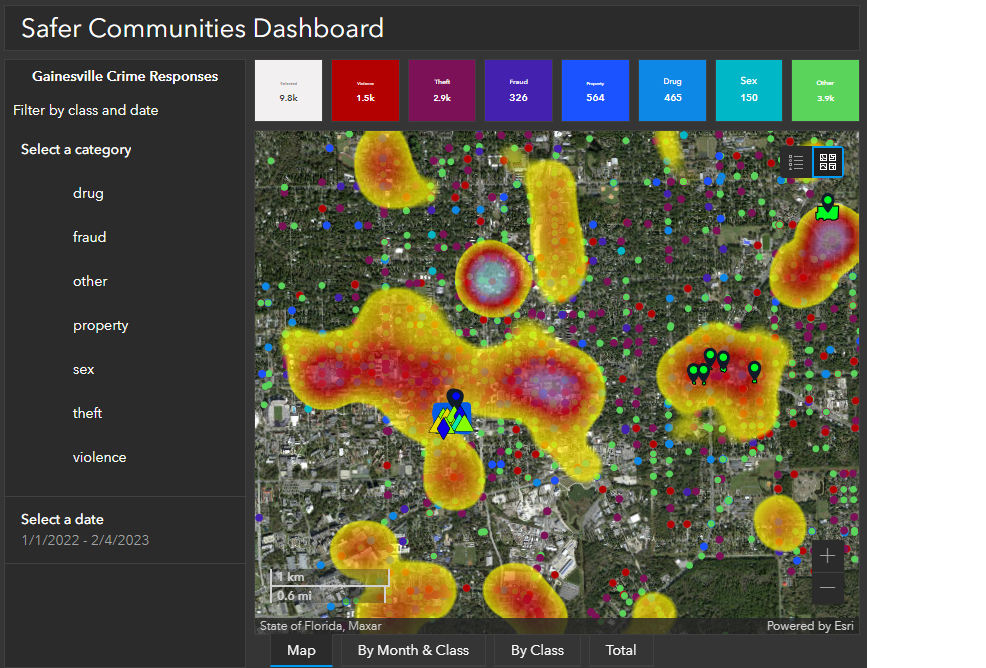 Safer Communities Dashboard
Gainesville Crime Responses
Filter by class and date
Select a category
drug
fraud
other
property
sex
theft
violence
Select a date
1/1/2022 - 2/4/2023
Selected
9.8k
Violence
1.5k
Theft
2.9k
Fraud
326
Property
564
Drug
465
Sex
150
Other
3.9k
1 km
0.6 mi
State of Florida, Maxar
Powered by Esri
Map
By Month & Class
By Class
Total